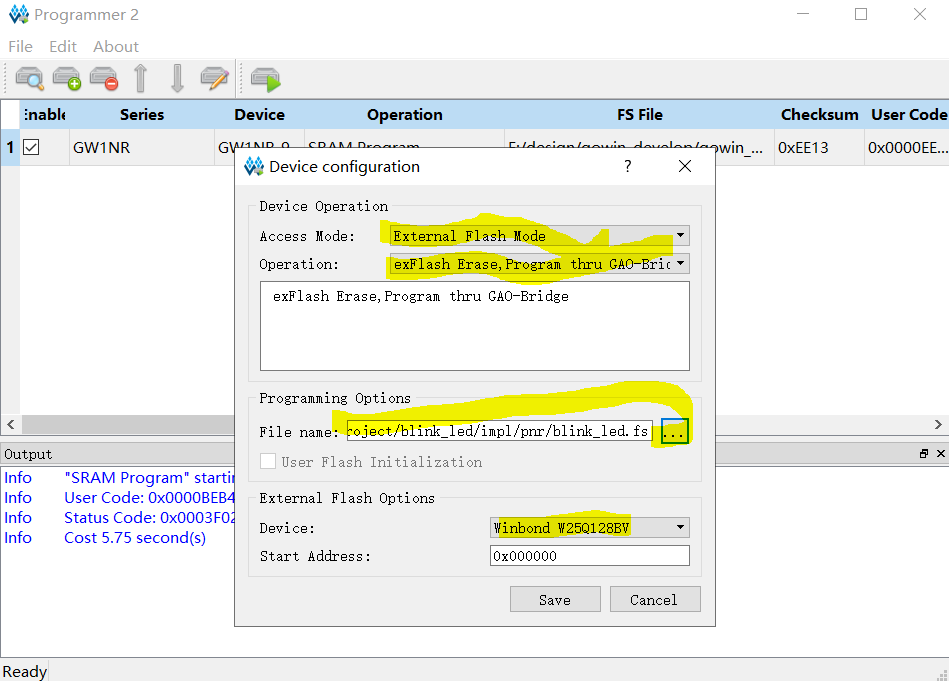 Programmer 2
File Edit About
Enable Series Device Operation FS File Checksum User Code
1 GW1NR GW1NR-9 SRAM Program E:/design/gowin_develop/gowin_... 0xEE13 0x0000EE...
Device configuration ? 
Device Operation
Access Mode: External Flash Mode
Operation: exFlash Erase,Program thru GAO-Bric
exFlash Erase,Program thru GAO-Bridge
Programming Options
File name: roject/blink_led/impl/pnr/blink_led.fs ...
User Flash Initialization
External Flash Options
Device: Winbond W25Q128BV
Start Address: 0x000000
Save Cancel
Output
Info "SRAM Program" startin
Info User Code: 0x0000BEB4
Info Status Code: 0x0003F02
Info Cost 5.75 second(s)
Ready